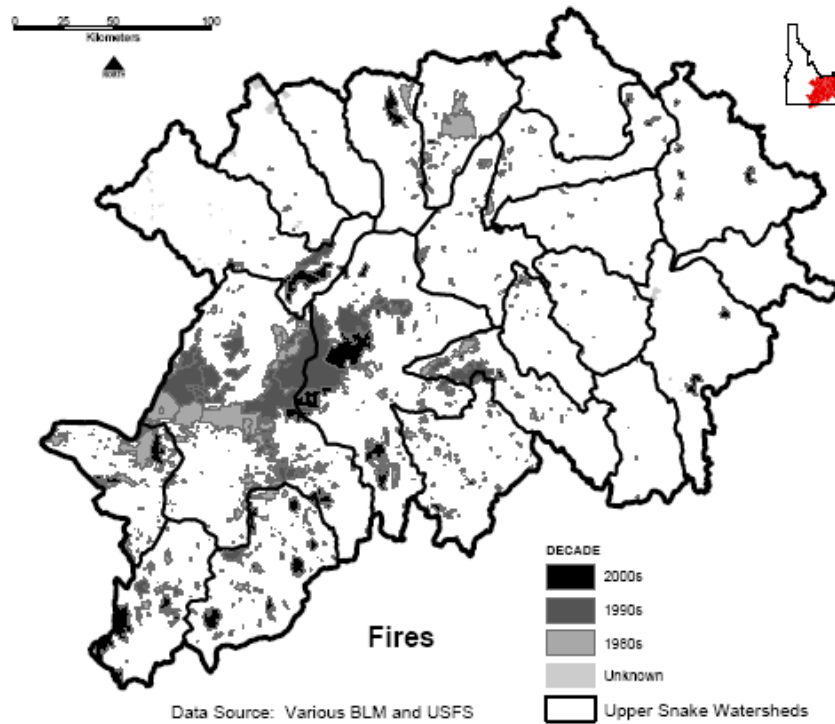 0 50 100
Kilometers
NORTH
DECADE
2000s
1990s
1980s
Unknown
Upper Snake Watersheds
Fires
Data Source: Various BLM and USFS